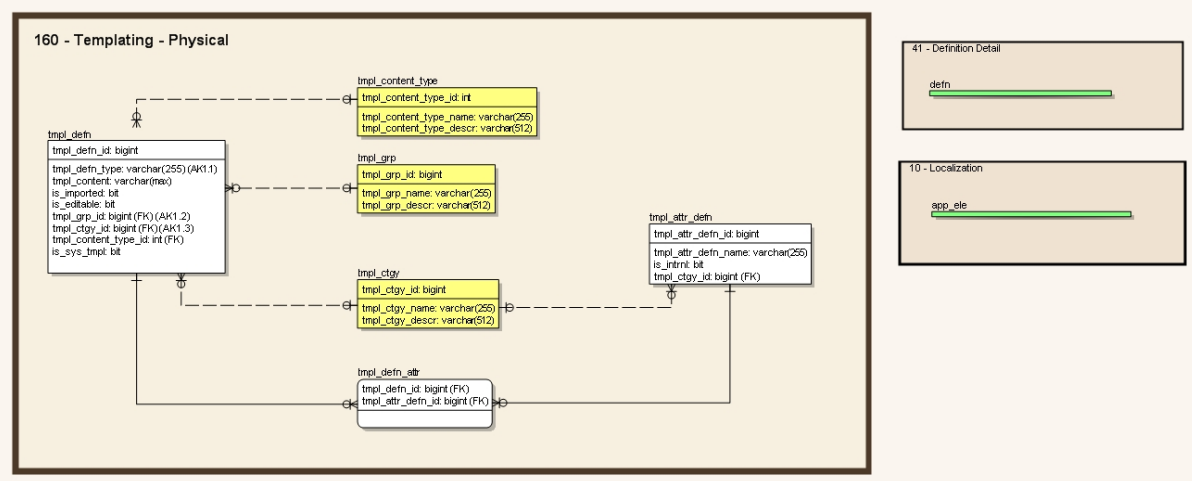 160 - Templating - Physical
tmpl_content_type
tmpl_content_type_id: int
tmpl_content_type_name: varchar(255)
tmpl_content_type_descr: varchar(512)
tmpl_defn
tmpl_defn_id: bigint
tmpl_defn_type: varchar(255) (AK1.1)
tmpl_content: varchar(max)
is_imported: bit
is_editable: bit
tmpl_grp_id: bigint (FK) (AK1.2)
tmpl_ctgy_id: bigint (FK) (AK1.3)
tmpl_content_type_id: int (FK)
is_sys_tmpl: bit
tmpl_grp
tmpl_grp_id: bigint
tmpl_grp_name: varchar(255)
tmpl_grp_descr: varchar(512)
tmpl_attr_defn
tmpl_attr_defn_id: bigint
tmpl_attr_defn_name: varchar(255)
is_intrnl: bit
tmpl_ctgy_id: bigint (FK)
tmpl_ctgy
tmpl_ctgy_id: bigint
tmpl_ctgy_name: varchar(255)
tmpl_ctgy_descr: varchar(512)
tmpl_defn_attr
tmpl_defn_id: bigint (FK)
tmpl_attr_defn_id: bigint (FK)
41 - Definition Detail
defn
10 - Localization
app_ele